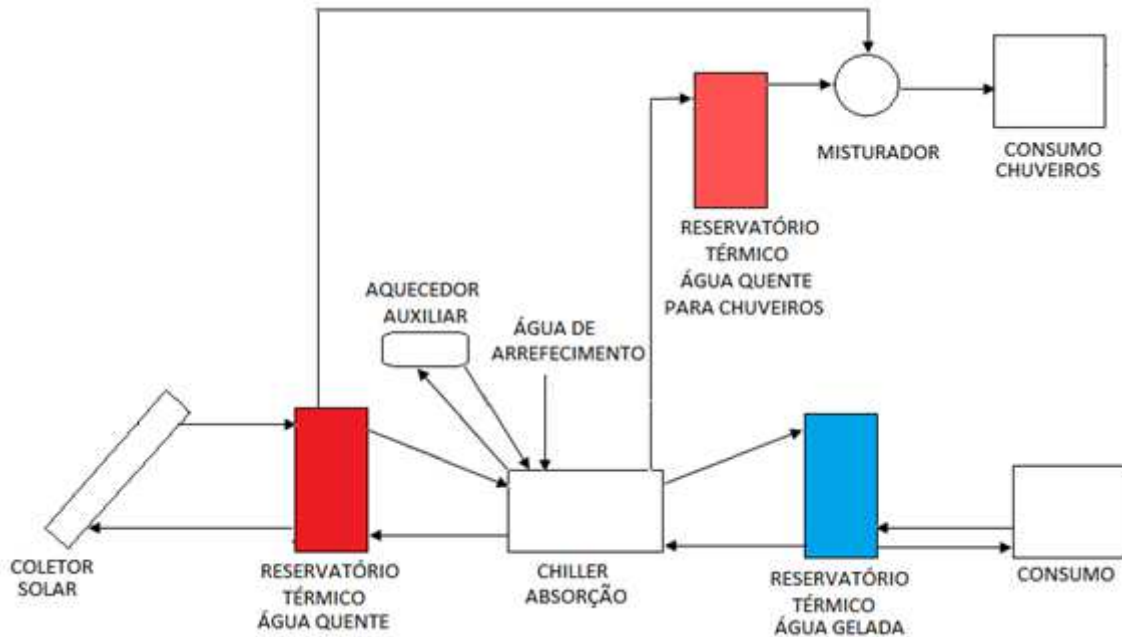 MISTURADOR
CONSUMO
CHUVEIROS
RESERVATÓRIO
TÉRMICO
ÁGUA QUENTE
PARA CHUVEIROS
AQUECEDOR
AUXILIAR
ÁGUA DE
ARREFECIMENTO
COLETOR
SOLAR
RESERVATÓRIO
TÉRMICO
ÁGUA QUENTE
CHILLER
ABSORÇÃO
RESERVATÓRIO
TÉRMICO
ÁGUA GELADA
CONSUMO